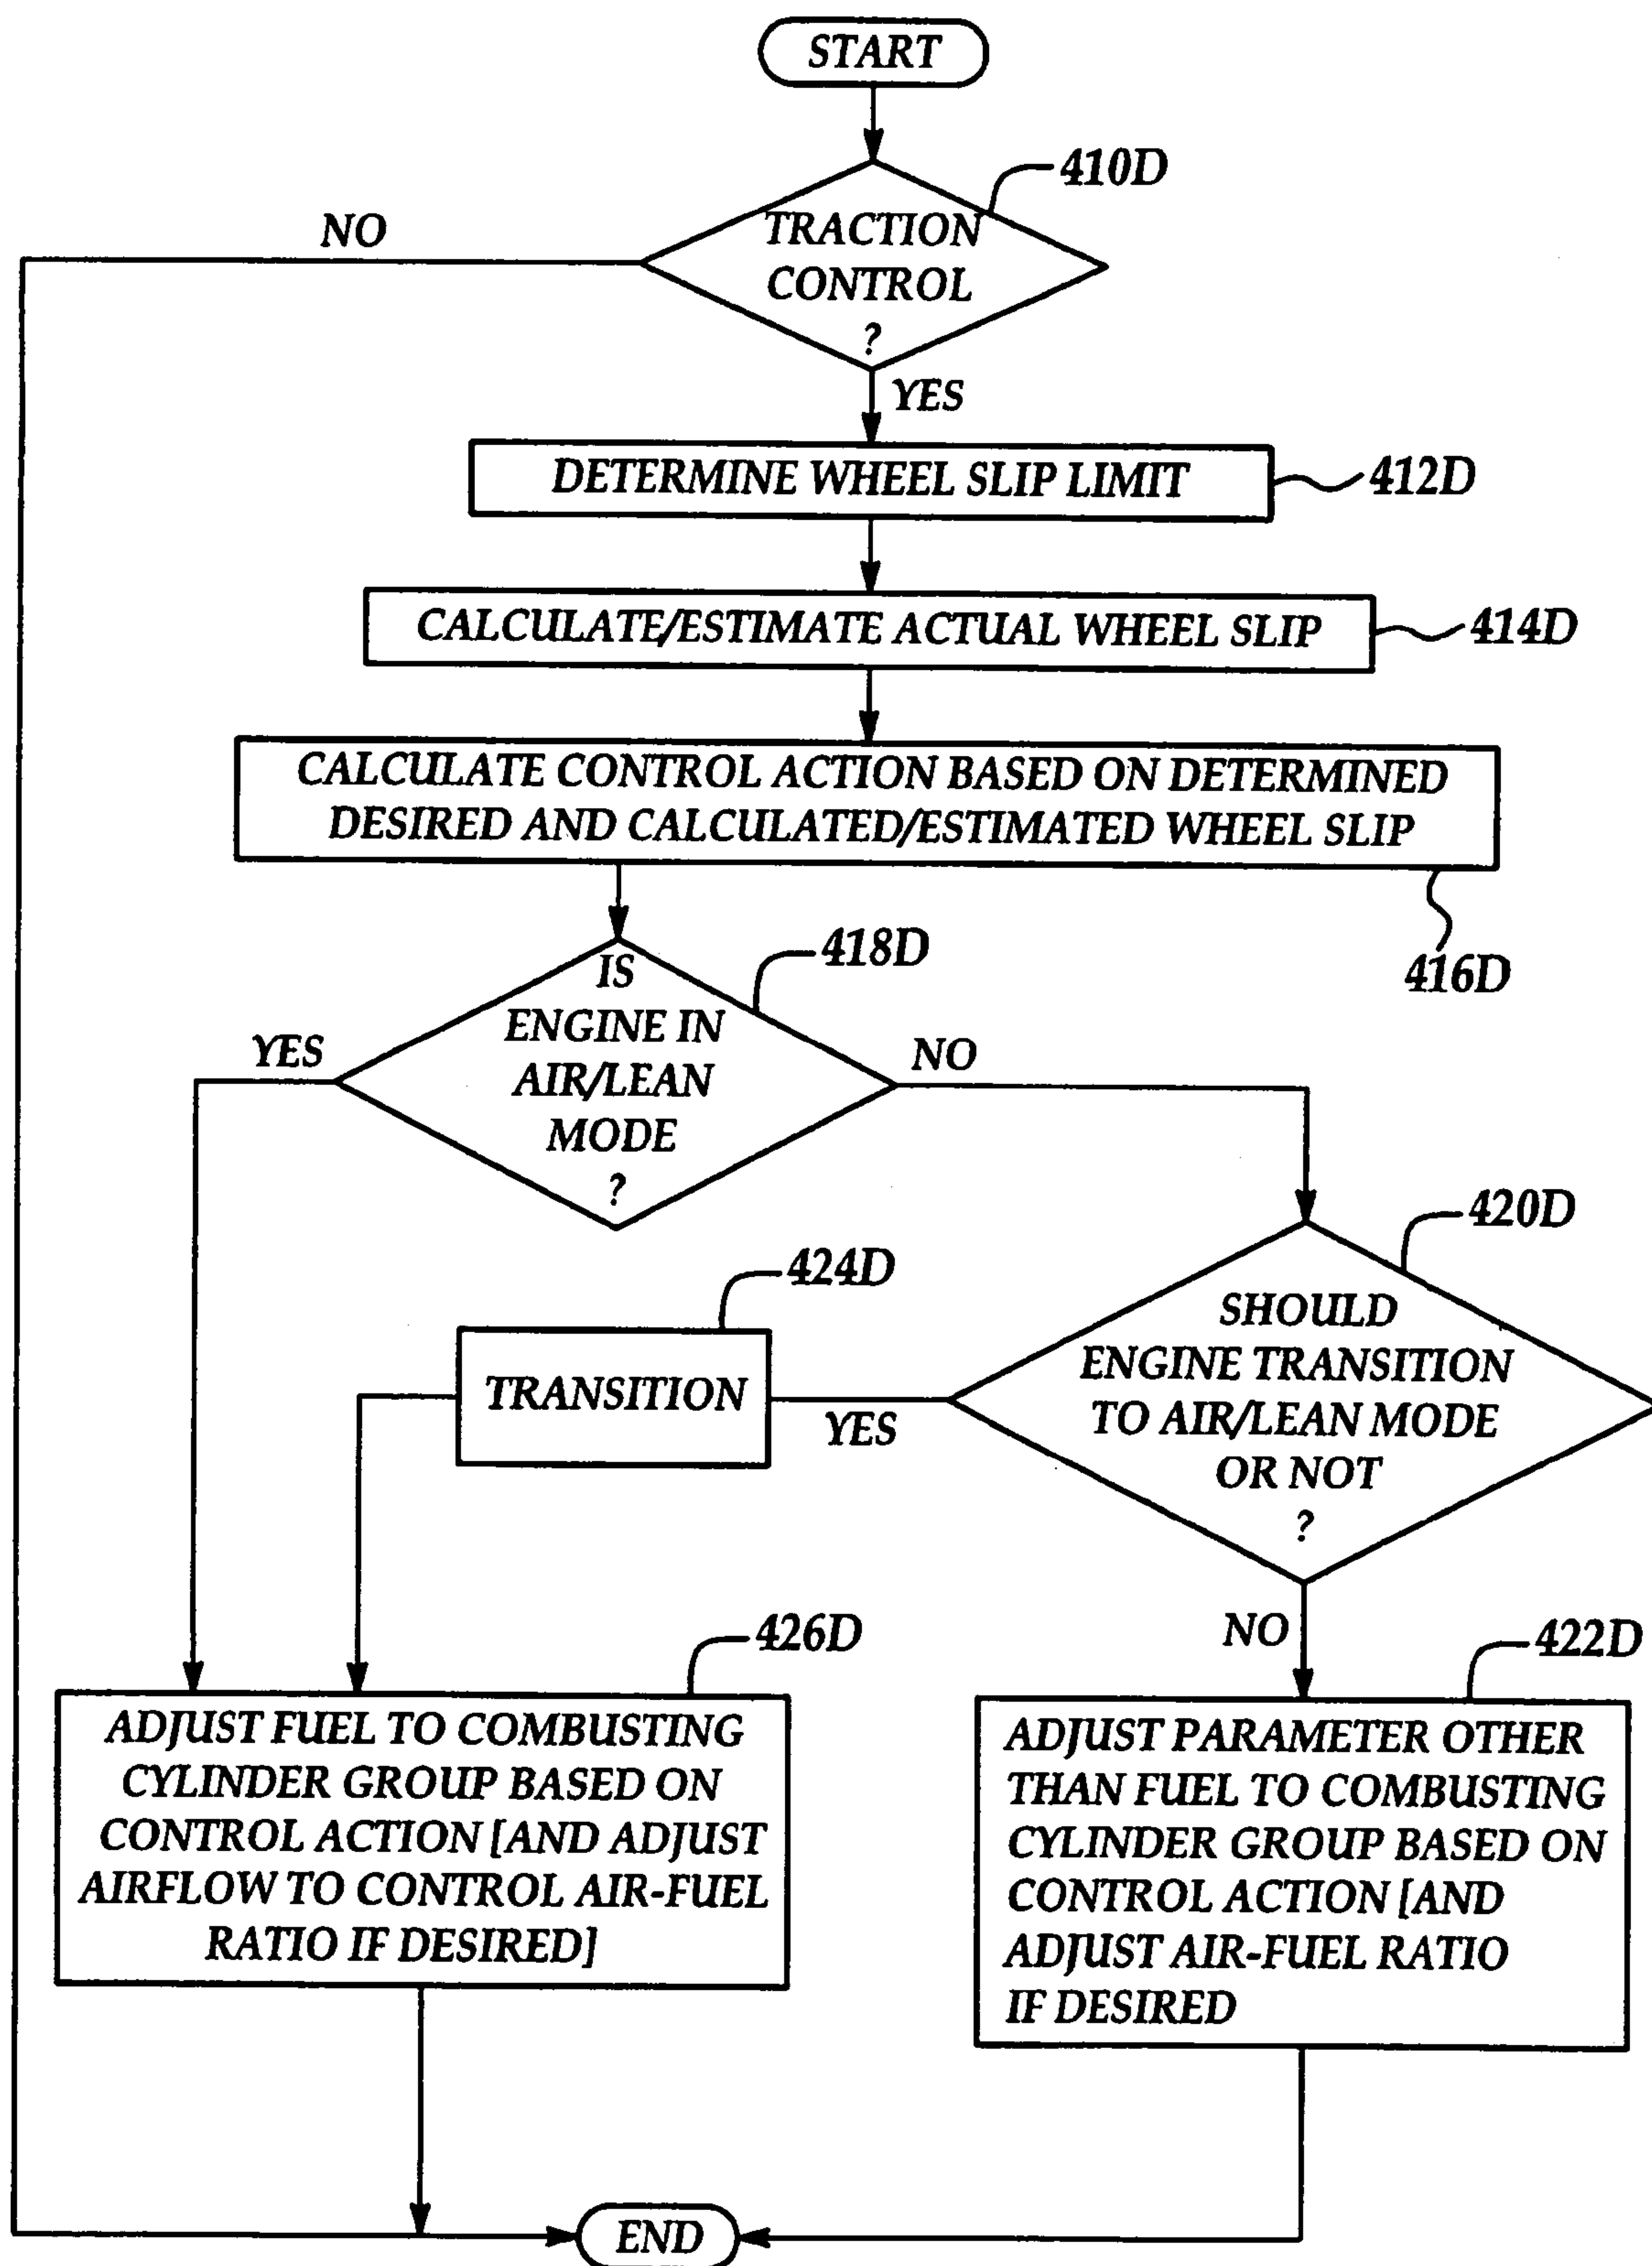 START
410D
NO
TRACTION
CONTROL
?
YES
DETERMINE WHEEL SLIP LIMIT
412D
CALCULATE/ESTIMATE ACTUAL WHEEL SLIP
414D
CALCULATE CONTROL ACTION BASED ON DETERMINED
DESIRED AND CALCULATED/ESTIMATED WHEEL SLIP
416D
418D
IS
ENGINE IN
AIR/LEAN
MODE
?
YES
NO
420D
424D
SHOULD
ENGINE TRANSITION
TO AIR/LEAN MODE
OR NOT
?
TRANSITION
YES
NO
426D
422D
ADJUST FUEL TO COMBUSTING
CYLINDER GROUP BASED ON
CONTROL ACTION [AND ADJUST
AIRFLOW TO CONTROL AIR-FUEL
RATIO IF DESIRED]
ADJUST PARAMETER OTHER
THAN FUEL TO COMBUSTING
CYLINDER GROUP BASED ON
CONTROL ACTION [AND
ADJUST AIR-FUEL RATIO
IF DESIRED
END